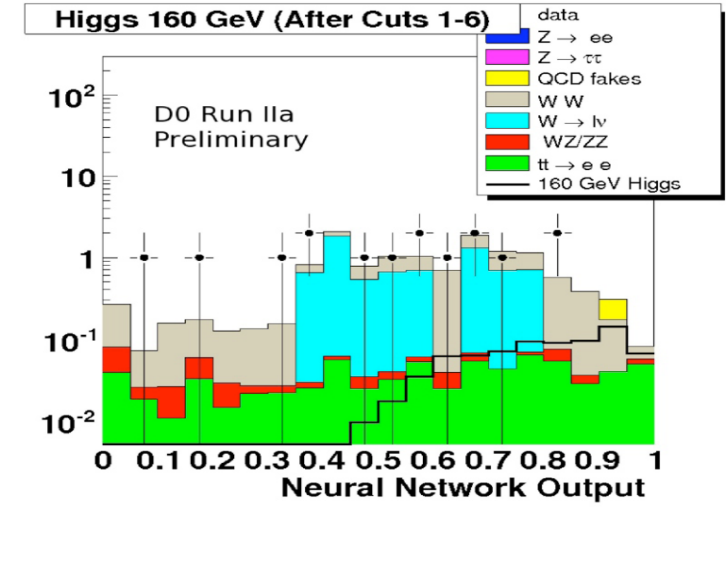 Higgs 160 GeV (After Cuts 1-6)
data
Z → ee
Z → ττ
QCD fakes
W W
W → lν
WZ/ZZ
tt → e e
160 GeV Higgs
D0 Run IIa
Preliminary
10²
10
1
10⁻¹
10⁻²
0 0.1 0.2 0.3 0.4 0.5 0.6 0.7 0.8 0.9 1
Neural Network Output